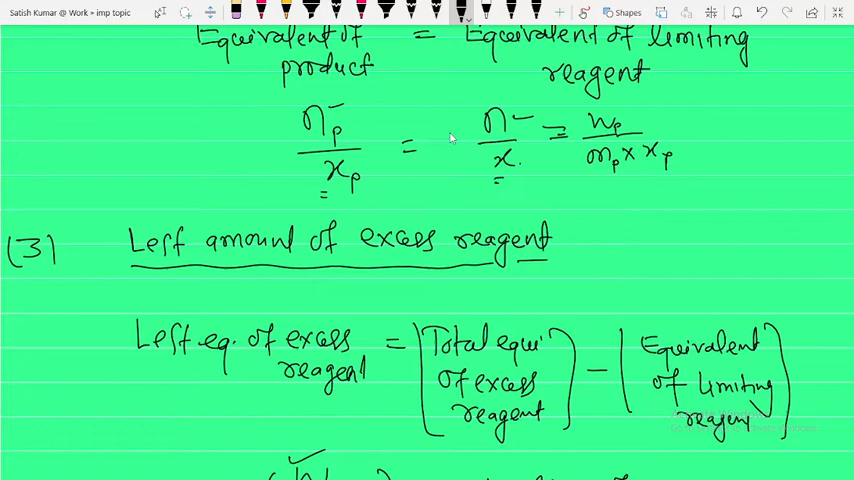 Satish Kumar @ Work » imp topic
Shapes
Equivalent of = Equivalent of limiting
product reagent
n_p / x_p = n / x = w_p / m_p × x_p
(3) Left amount of excess reagent
Left eq. of excess reagent = (Total equi. of excess reagent) – (Equivalent of limiting reagent)